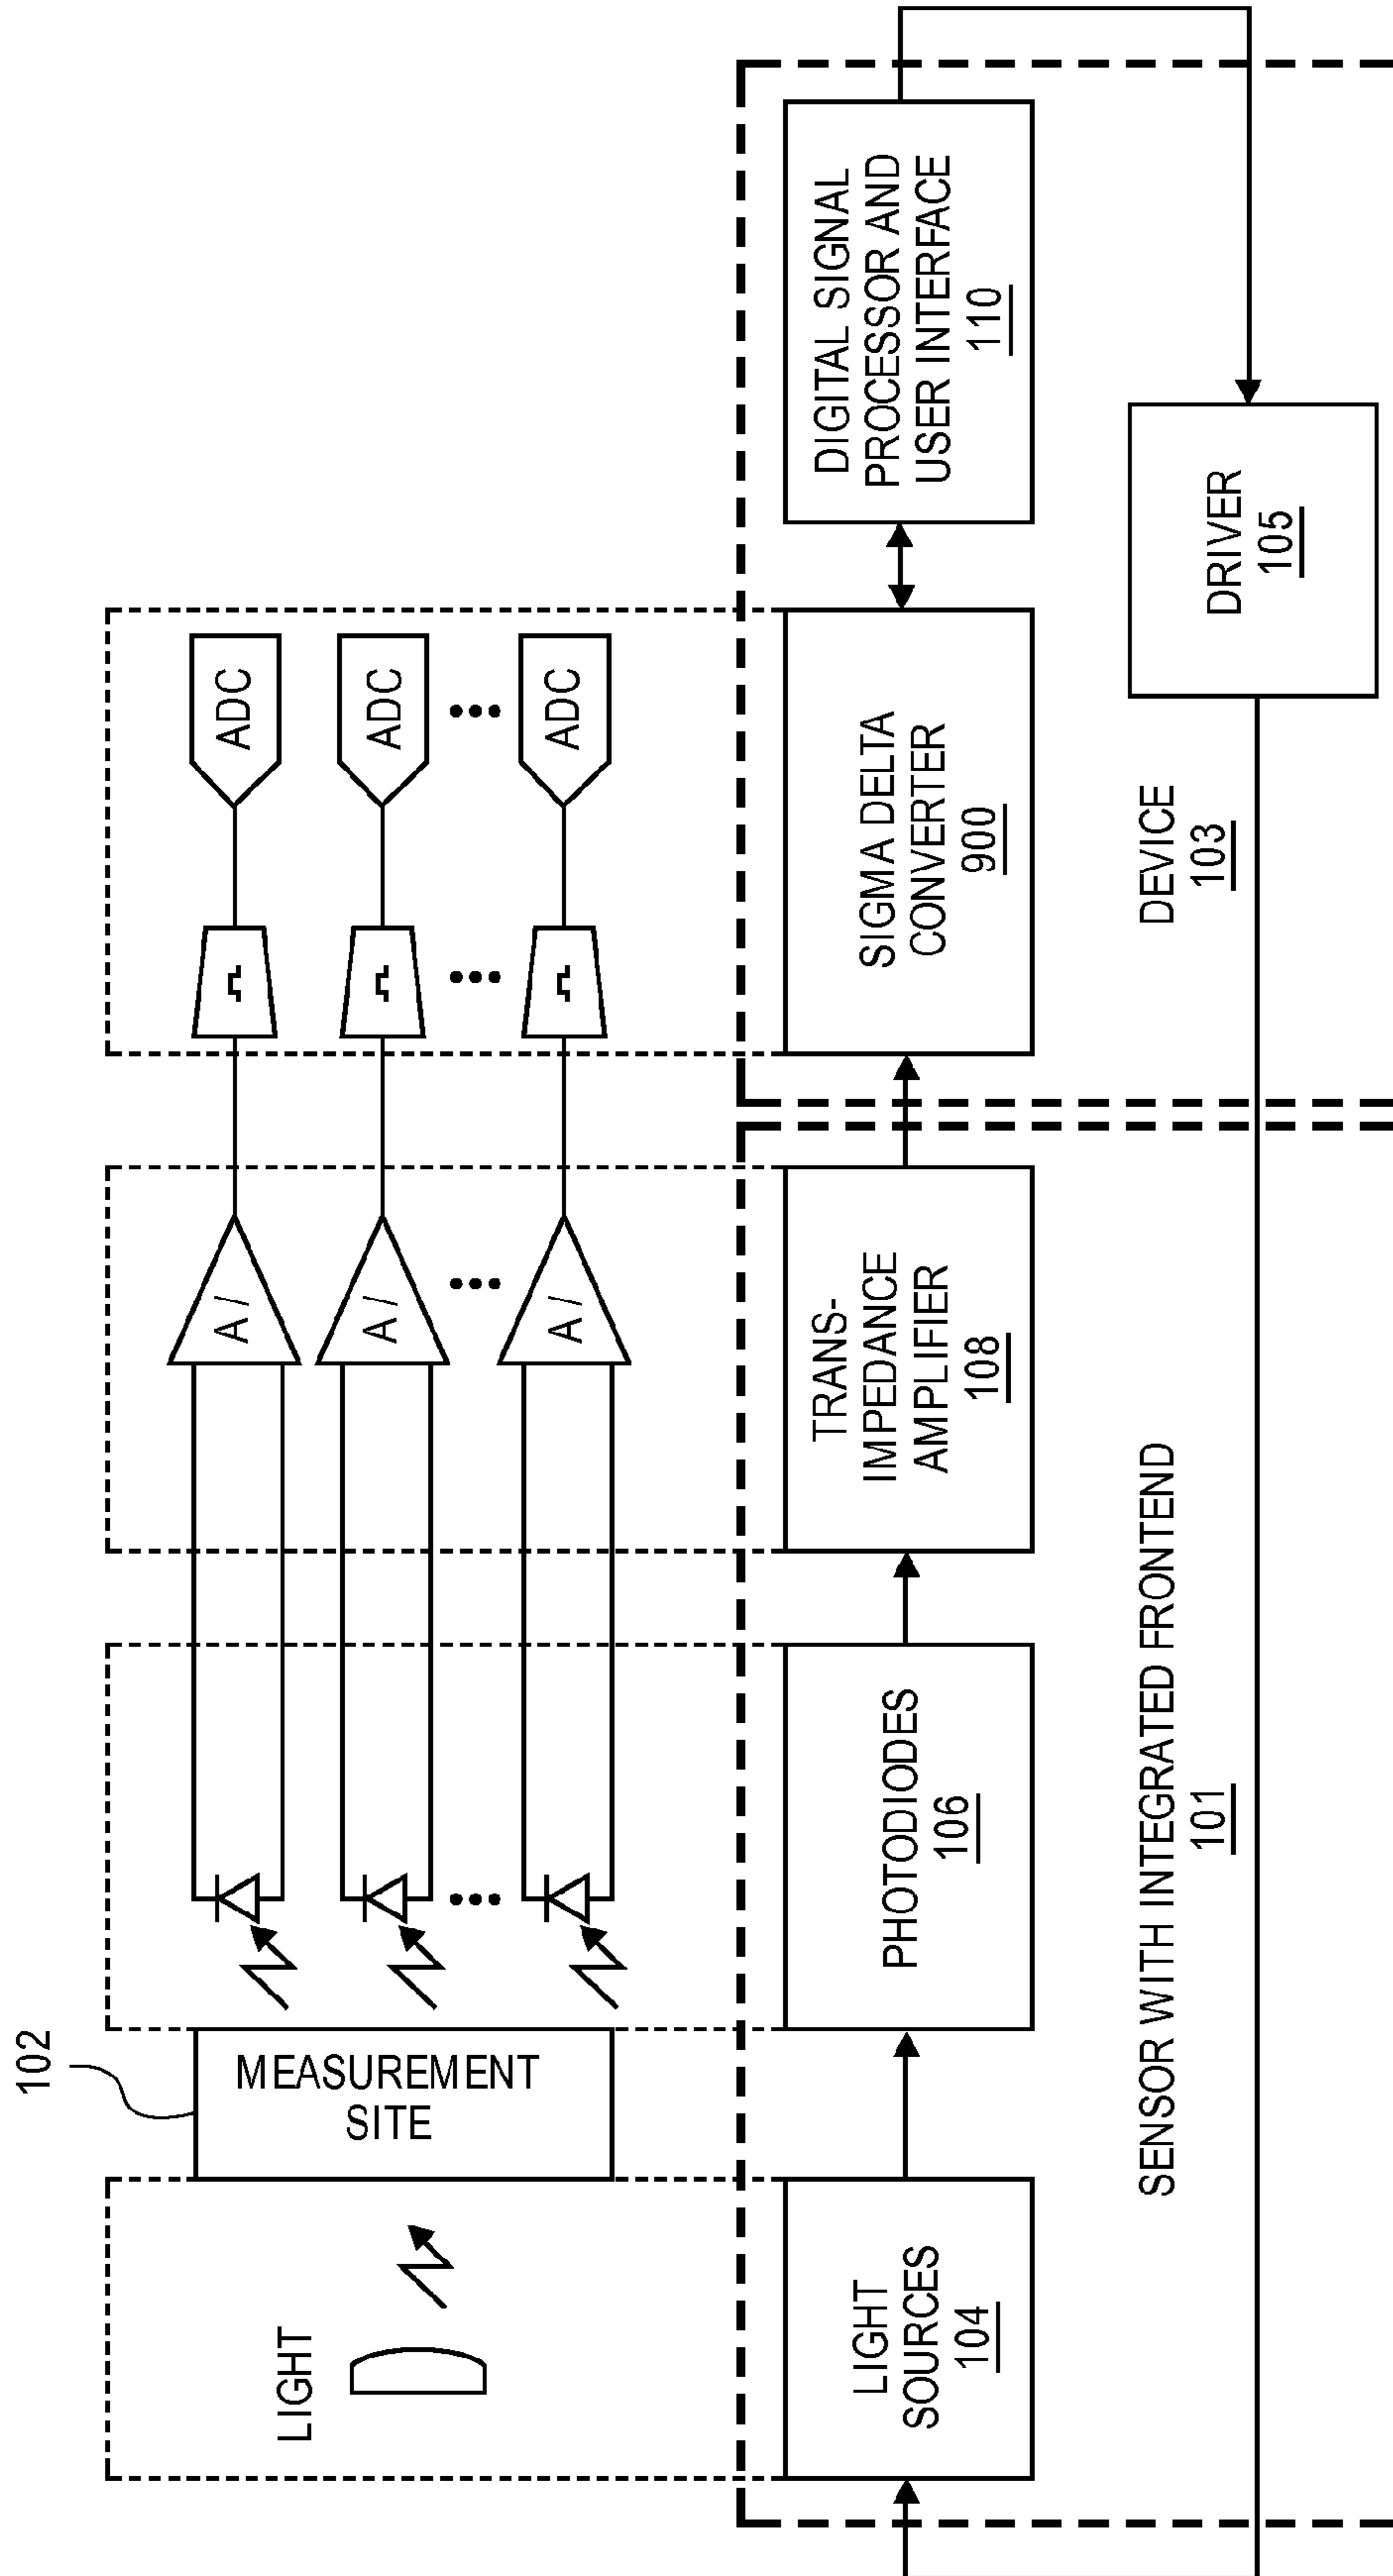 102
LIGHT
MEASUREMENT
SITE
A /
A /
A /
ADC
ADC
ADC
LIGHT
SOURCES
104
PHOTODIODES
106
TRANS-
IMPEDANCE
AMPLIFIER
108
SIGMA DELTA
CONVERTER
900
DIGITAL SIGNAL
PROCESSOR AND
USER INTERFACE
110
SENSOR WITH INTEGRATED FRONTEND
101
DEVICE
103
DRIVER
105